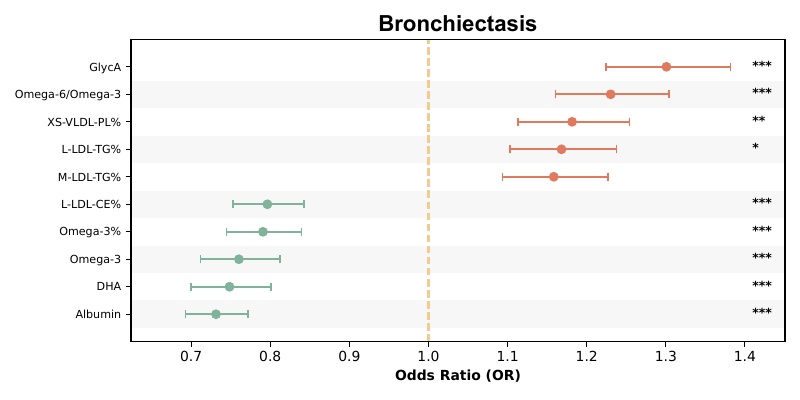 Bronchiectasis
GlycA ***
Omega-6/Omega-3 ***
XS-VLDL-PL% **
L-LDL-TG% *
M-LDL-TG%
L-LDL-CE% ***
Omega-3% ***
Omega-3 ***
DHA ***
Albumin ***
0.7 0.8 0.9 1.0 1.1 1.2 1.3 1.4
Odds Ratio (OR)